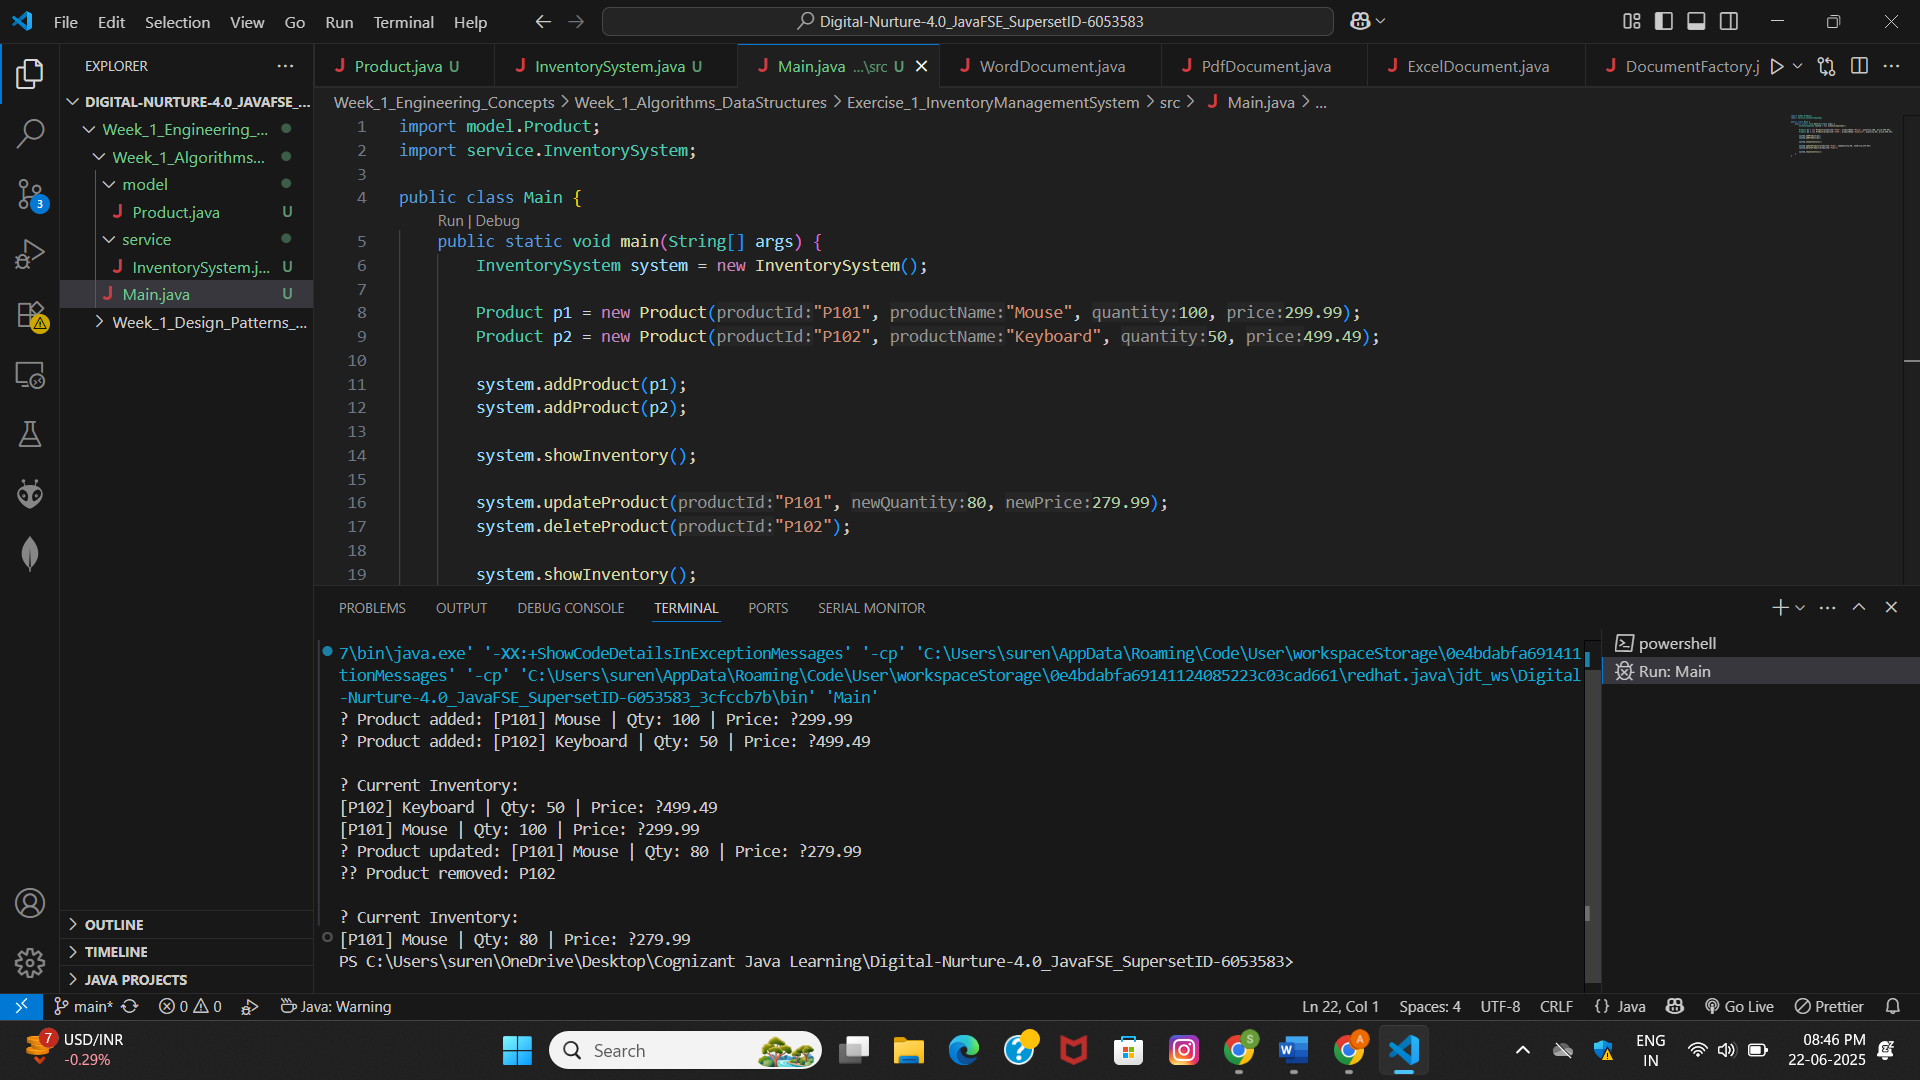 File Edit Selection View Go Run Terminal Help
Digital-Nurture-4.0_JavaFSE_SupersetID-6053583
EXPLORER
Product.java U
InventorySystem.java U
Main.java ...\src U
WordDocument.java
PdfDocument.java
ExcelDocument.java
DocumentFactory.j
DIGITAL-NURTURE-4.0_JAVAFSE_...
Week_1_Engineering_...
Week_1_Algorithms...
model
Product.java U
service
InventorySystem.j... U
Main.java U
Week_1_Design_Patterns_...
3
OUTLINE
TIMELINE
JAVA PROJECTS
Week_1_Engineering_Concepts > Week_1_Algorithms_DataStructures > Exercise_1_InventoryManagementSystem > src > Main.java > ...
1 import model.Product;
2 import service.InventorySystem;
3
4 public class Main {
Run | Debug
5 public static void main(String[] args) {
6 InventorySystem system = new InventorySystem();
7
8 Product p1 = new Product(productId:"P101", productName:"Mouse", quantity:100, price:299.99);
9 Product p2 = new Product(productId:"P102", productName:"Keyboard", quantity:50, price:499.49);
10
11 system.addProduct(p1);
12 system.addProduct(p2);
13
14 system.showInventory();
15
16 system.updateProduct(productId:"P101", newQuantity:80, newPrice:279.99);
17 system.deleteProduct(productId:"P102");
18
19 system.showInventory();
PROBLEMS OUTPUT DEBUG CONSOLE TERMINAL PORTS SERIAL MONITOR
powershell
Run: Main
7\bin\java.exe' '-XX:+ShowCodeDetailsInExceptionMessages' '-cp' 'C:\Users\suren\AppData\Roaming\Code\User\workspaceStorage\0e4bdabfa691411
tionMessages' '-cp' 'C:\Users\suren\AppData\Roaming\Code\User\workspaceStorage\0e4bdabfa69141124085223c03cad661\redhat.java\jdt_ws\Digital
-Nurture-4.0_JavaFSE_SupersetID-6053583_3cfccb7b\bin' 'Main'
? Product added: [P101] Mouse | Qty: 100 | Price: ?299.99
? Product added: [P102] Keyboard | Qty: 50 | Price: ?499.49
? Current Inventory:
[P102] Keyboard | Qty: 50 | Price: ?499.49
[P101] Mouse | Qty: 100 | Price: ?299.99
? Product updated: [P101] Mouse | Qty: 80 | Price: ?279.99
?? Product removed: P102
? Current Inventory:
[P101] Mouse | Qty: 80 | Price: ?279.99
PS C:\Users\suren\OneDrive\Desktop\Cognizant Java Learning\Digital-Nurture-4.0_JavaFSE_SupersetID-6053583>
main* 0 0 Java: Warning
Ln 22, Col 1 Spaces: 4 UTF-8 CRLF {} Java Go Live Prettier
7
USD/INR
-0.29%
Search
S
W
A
ENG
IN
08:46 PM
22-06-2025